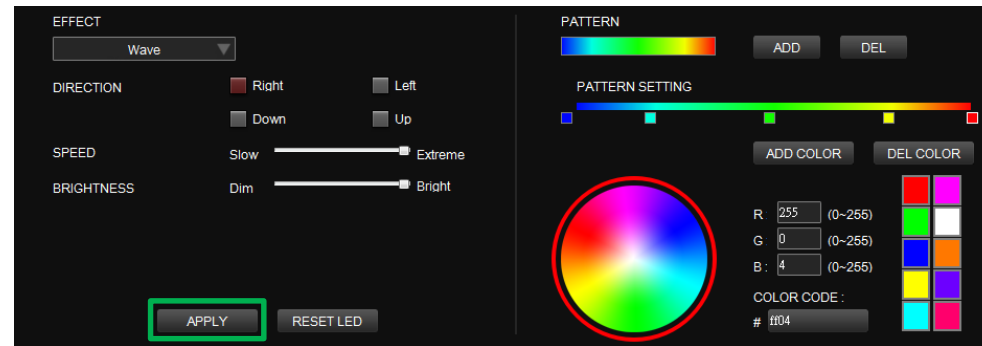 EFFECT
Wave
DIRECTION
Right
Left
Down
Up
SPEED
Slow
Extreme
BRIGHTNESS
Dim
Bright
APPLY
RESET LED
PATTERN
ADD
DEL
PATTERN SETTING
ADD COLOR
DEL COLOR
R 255 (0~255)
G 0 (0~255)
B: 4 (0~255)
COLOR CODE :
# ff04